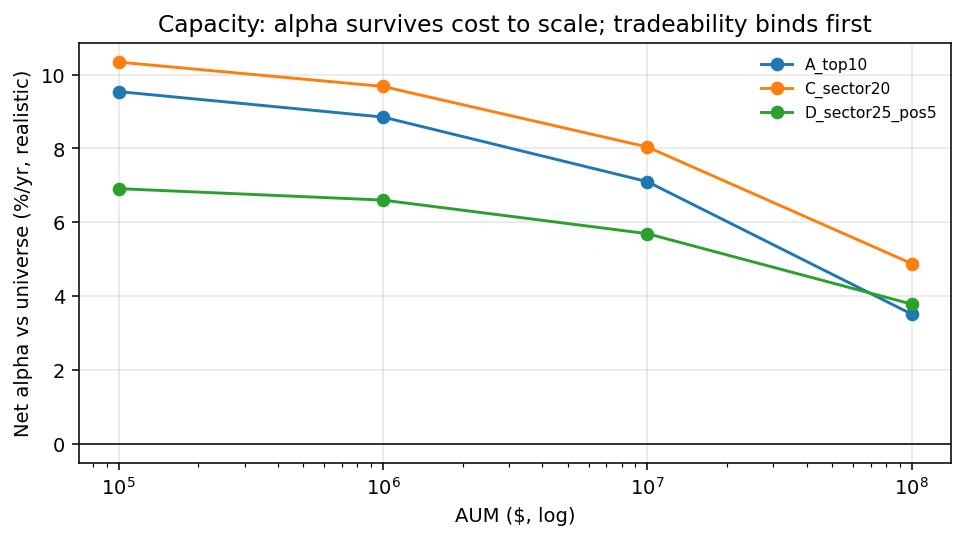 Capacity: alpha survives cost to scale; tradeability binds first
Net alpha vs universe (%/yr, realistic)
10
8
6
4
2
0
A_top10
C_sector20
D_sector25_pos5
10⁵
10⁶
10⁷
10⁸
AUM ($, log)